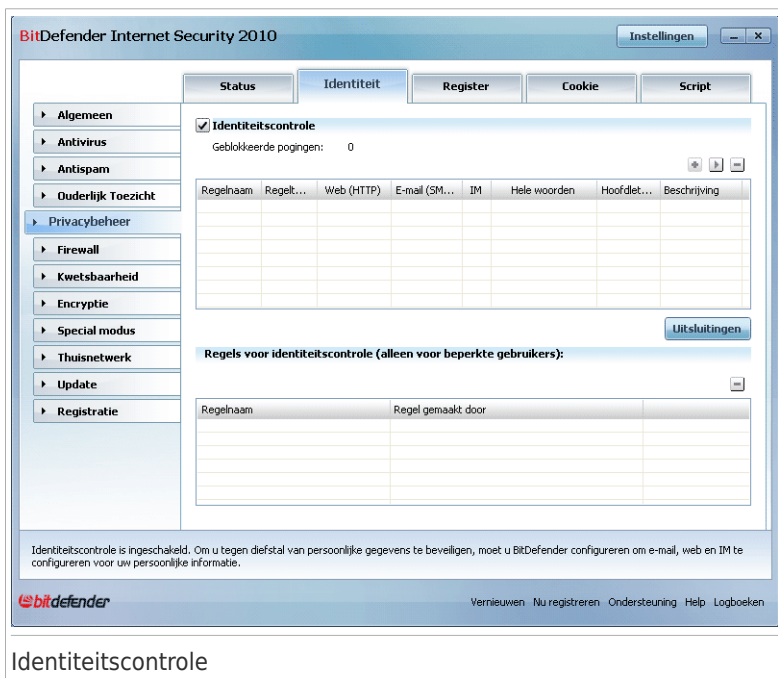 BitDefender Internet Security 2010
Instellingen
Status Identiteit Register Cookie Script
Algemeen
Antivirus
Antispam
Ouderlijk Toezicht
Privacybeheer
Firewall
Kwetsbaarheid
Encryptie
Special modus
Thuisnetwerk
Update
Registratie
Identiteitscontrole
Geblokkeerde pogingen: 0
Regelnaam Regelt... Web (HTTP) E-mail (SM... IM Hele woorden Hoofdlet... Beschrijving
Uitsluitingen
Regels voor identiteitscontrole (alleen voor beperkte gebruikers):
Regelnaam Regel gemaakt door
Identiteitscontrole is ingeschakeld. Om u tegen diefstal van persoonlijke gegevens te beveiligen, moet u BitDefender configureren om e-mail, web en IM te
configureren voor uw persoonlijke informatie.
bitdefender
Vernieuwen Nu registreren Ondersteuning Help Logboeken
Identiteitscontrole